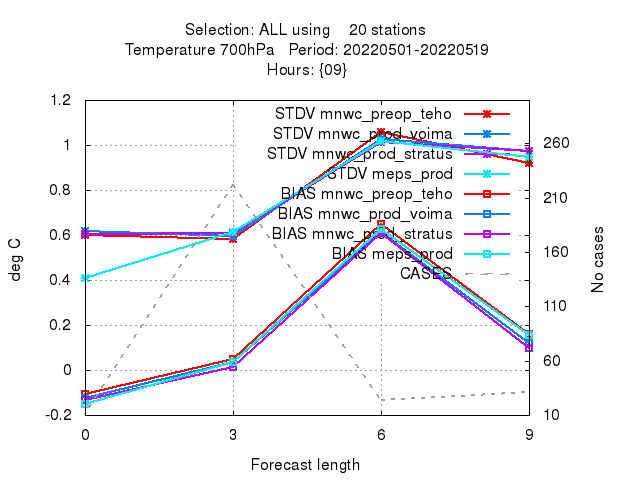 Selection: ALL using 20 stations
Temperature 700hPa Period: 20220501-20220519
Hours: {09}
STDV mnwc_preop_teho
STDV mnwc_prod_voima
STDV mnwc_prod_stratus
STDV meps_prod
BIAS mnwc_preop_teho
BIAS mnwc_prod_voima
BIAS mnwc_prod_stratus
BIAS meps_prod
CASES
1.2
1
0.8
0.6
0.4
0.2
0
-0.2
deg C
260
210
160
110
60
10
No cases
0 3 6 9
Forecast length